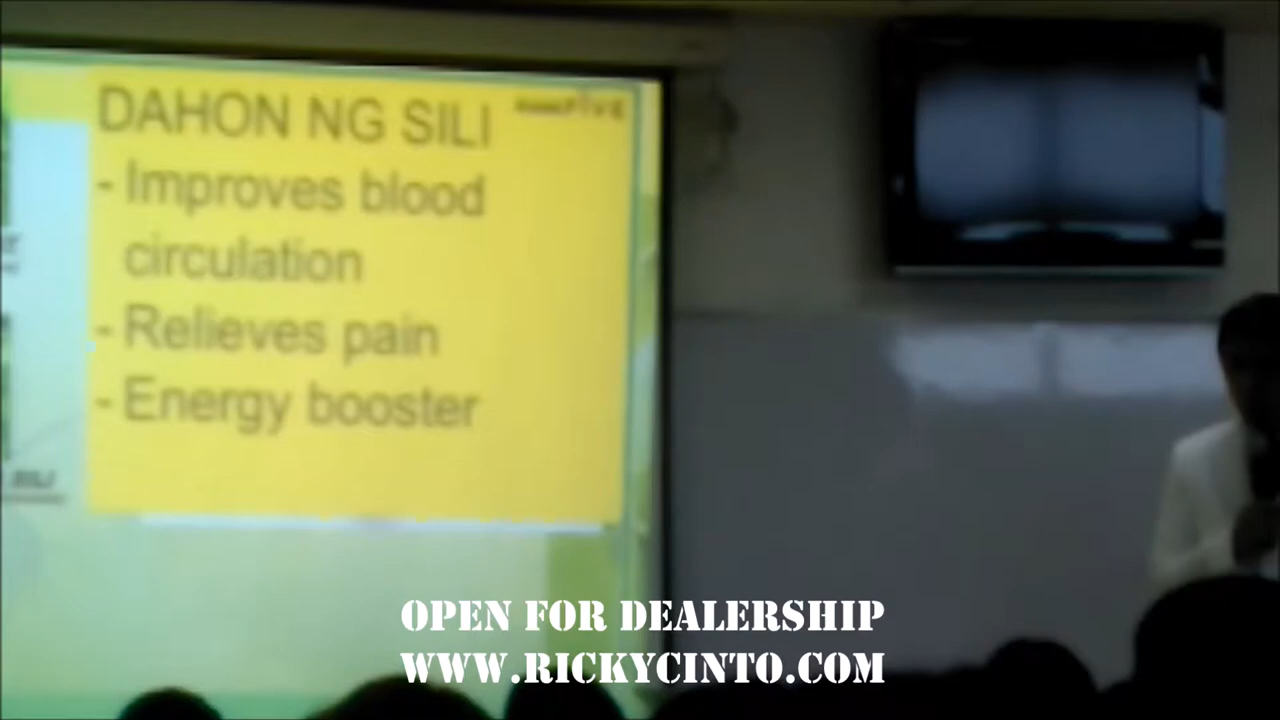 DAHON NG SILI
- Improves blood
circulation
- Relieves pain
- Energy booster
OPEN FOR DEALERSHIP
WWW.RICKYCINTO.COM